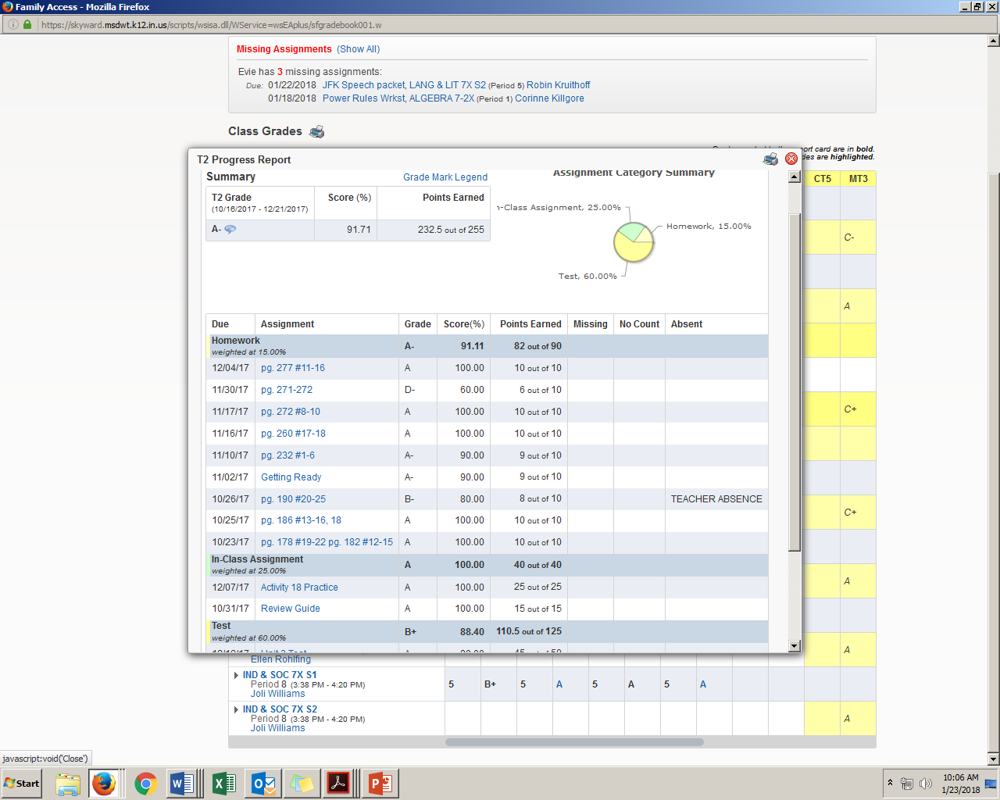 Family Access - Mozilla Firefox
https://skyward.msdwt.k12.in.us/scripts/wsisa.dll/WService=wsEAplus/sfgradebook001.w
Missing Assignments (Show All)
Evie has 3 missing assignments:
Due: 01/22/2018 JFK Speech packet, LANG & LIT 7X S2 (Period 5) Robin Kruithoff
01/18/2018 Power Rules Wrkst, ALGEBRA 7-2X (Period 1) Corinne Killgore
Class Grades
ort card are in bold.
des are highlighted.
T2 Progress Report
CT5 MT3
Summary Grade Mark Legend
Assignment Category Summary
T2 Grade Score (%) Points Earned
(10/16/2017 - 12/21/2017)
A- 91.71 232.5 out of 255
n-Class Assignment, 25.00%
Homework, 15.00%
Test, 60.00%
C-
A
C+
C+
A
A
Due Assignment Grade Score(%) Points Earned Missing No Count Absent
Homework A- 91.11 82 out of 90
weighted at 15.00%
12/04/17 pg. 277 #11-16 A 100.00 10 out of 10
11/30/17 pg. 271-272 D- 60.00 6 out of 10
11/17/17 pg. 272 #8-10 A 100.00 10 out of 10
11/16/17 pg. 260 #17-18 A 100.00 10 out of 10
11/10/17 pg. 232 #1-6 A- 90.00 9 out of 10
11/02/17 Getting Ready A- 90.00 9 out of 10
10/26/17 pg. 190 #20-25 B- 80.00 8 out of 10 TEACHER ABSENCE
10/25/17 pg. 186 #13-16, 18 A 100.00 10 out of 10
10/23/17 pg. 178 #19-22 pg. 182 #12-15 A 100.00 10 out of 10
In-Class Assignment A 100.00 40 out of 40
weighted at 25.00%
12/07/17 Activity 18 Practice A 100.00 25 out of 25
10/31/17 Review Guide A 100.00 15 out of 15
Test B+ 88.40 110.5 out of 125
weighted at 60.00%
Ellen Rohlfing
IND & SOC 7X S1
Period 8 (3:38 PM - 4:20 PM) 5 B+ 5 A 5 A 5 A
Joli Williams
IND & SOC 7X S2
Period 8 (3:38 PM - 4:20 PM) A
Joli Williams
javascript:void('Close')
Start
10:06 AM
1/23/2018